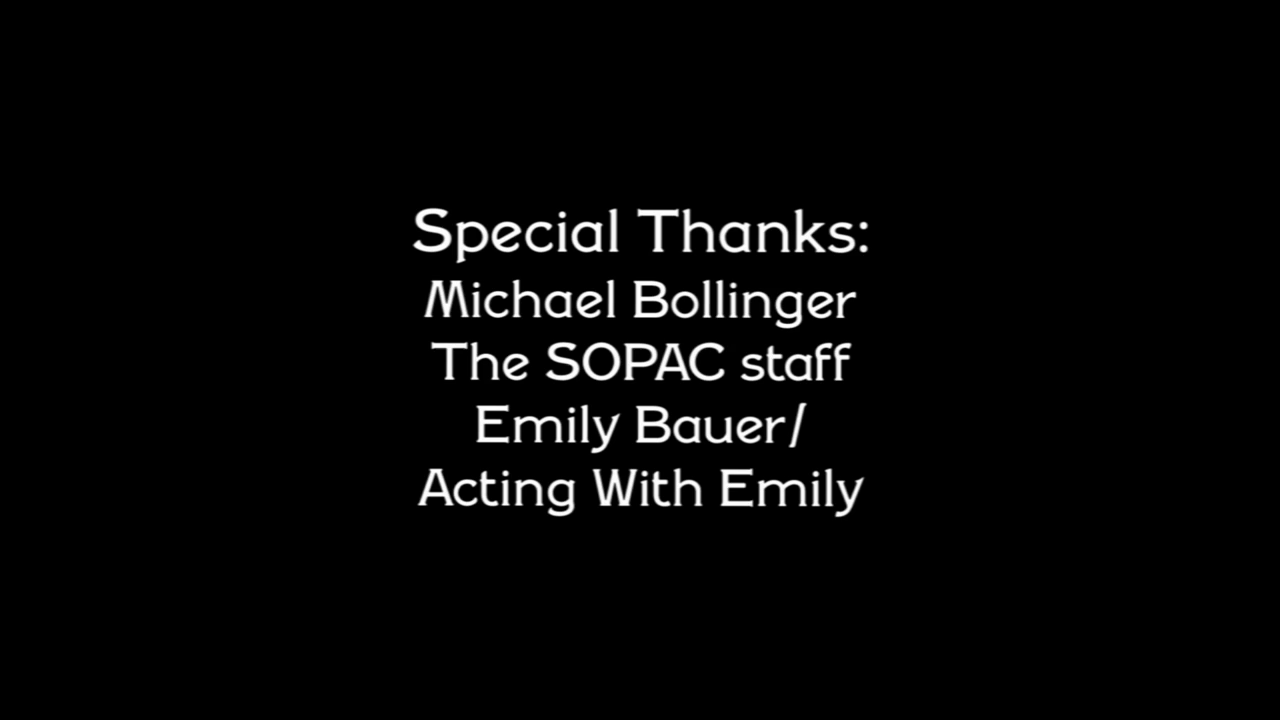 Special Thanks:
Michael Bollinger
The SOPAC staff
Emily Bauer/
Acting With Emily